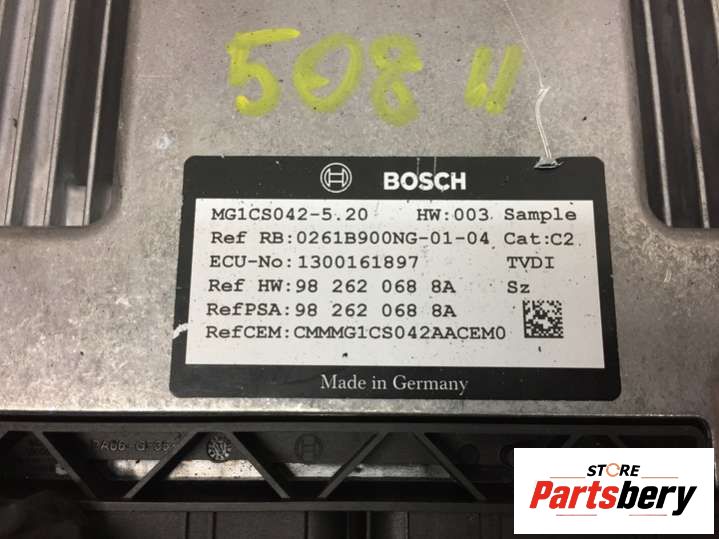 508 H
BOSCH
MG1CS042-5.20 HW:003 Sample
Ref RB:0261B900NG-01-04 Cat:C2
ECU-No:1300161897 TVDI
Ref HW:98 262 068 8A Sz
RefPSA:98 262 068 8A
RefCEM:CMMMG1CS042AACEM0
Made in Germany
STORE
Partsbery